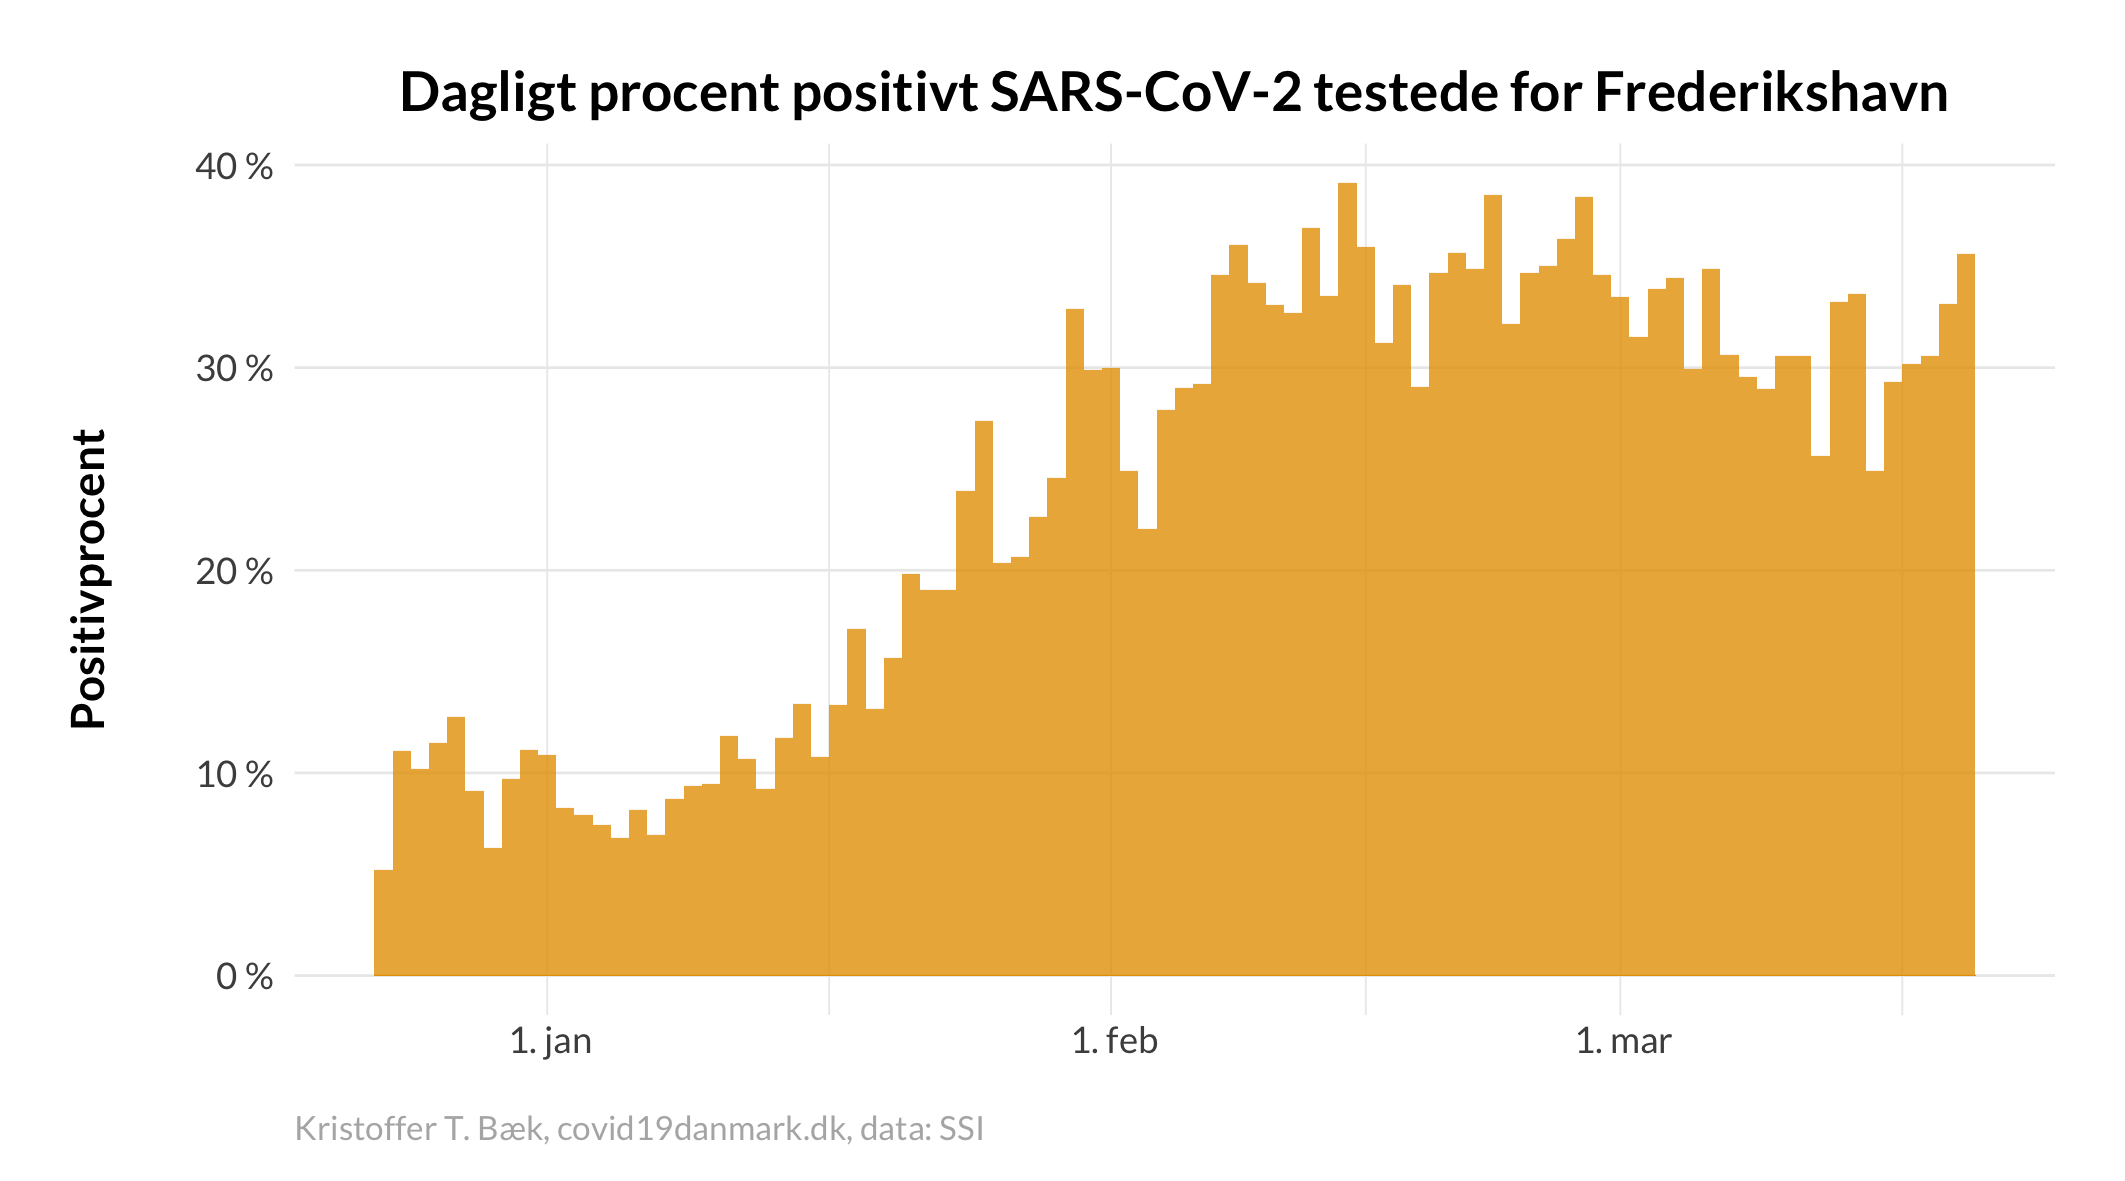 Dagligt procent positivt SARS-CoV-2 testede for Frederikshavn
Positivprocent
40 %
30 %
20 %
10 %
0 %
1. jan
1. feb
1. mar
Kristoffer T. Bæk, covid19danmark.dk, data: SSI